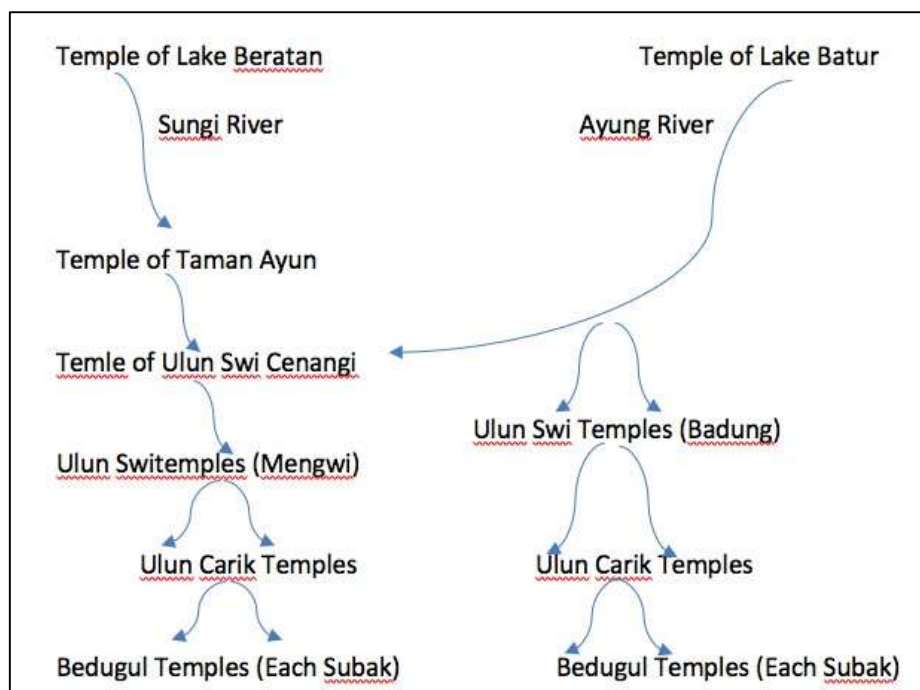 Temple of Lake Beratan
Temple of Lake Batur
Sungi River
Ayung River
Temple of Taman Ayun
Temle of Ulun Swi Cenangi
Ulun Swi Temples (Badung)
Ulun Switemples (Mengwi)
Ulun Carik Temples
Ulun Carik Temples
Bedugul Temples (Each Subak)
Bedugul Temples (Each Subak)